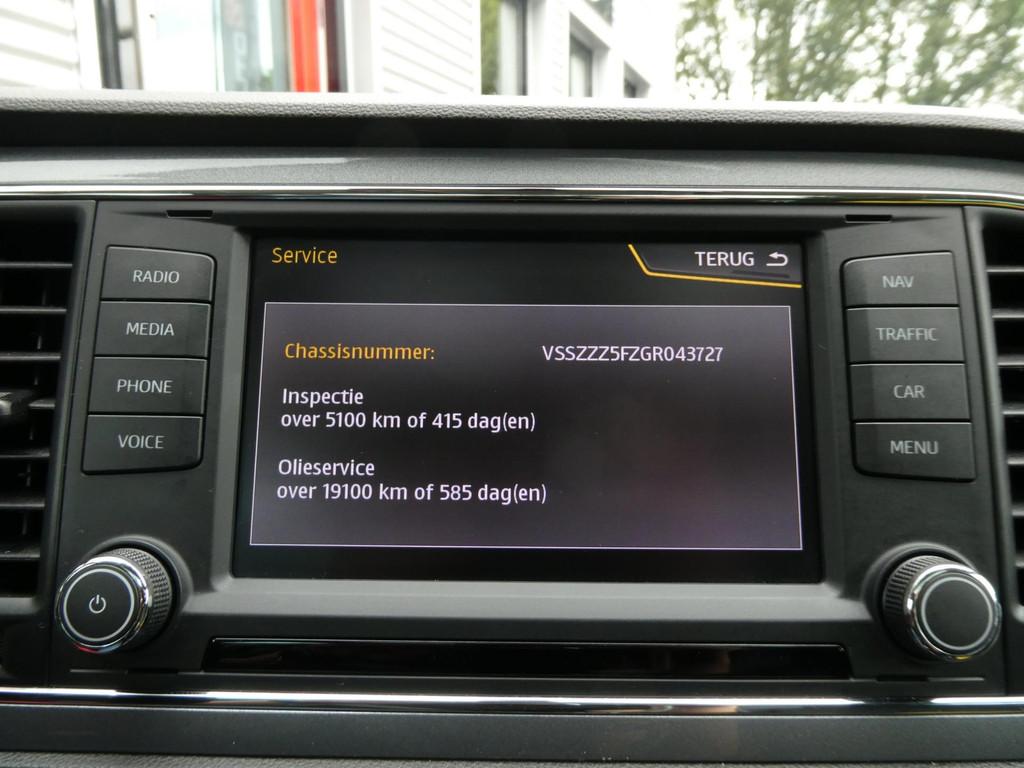 Service
TERUG
RADIO
MEDIA
PHONE
VOICE
Chassisnummer: VSSZZZ5FZGR043727
Inspectie
over 5100 km of 415 dag(en)
Olieservice
over 19100 km of 585 dag(en)
NAV
TRAFFIC
CAR
MENU